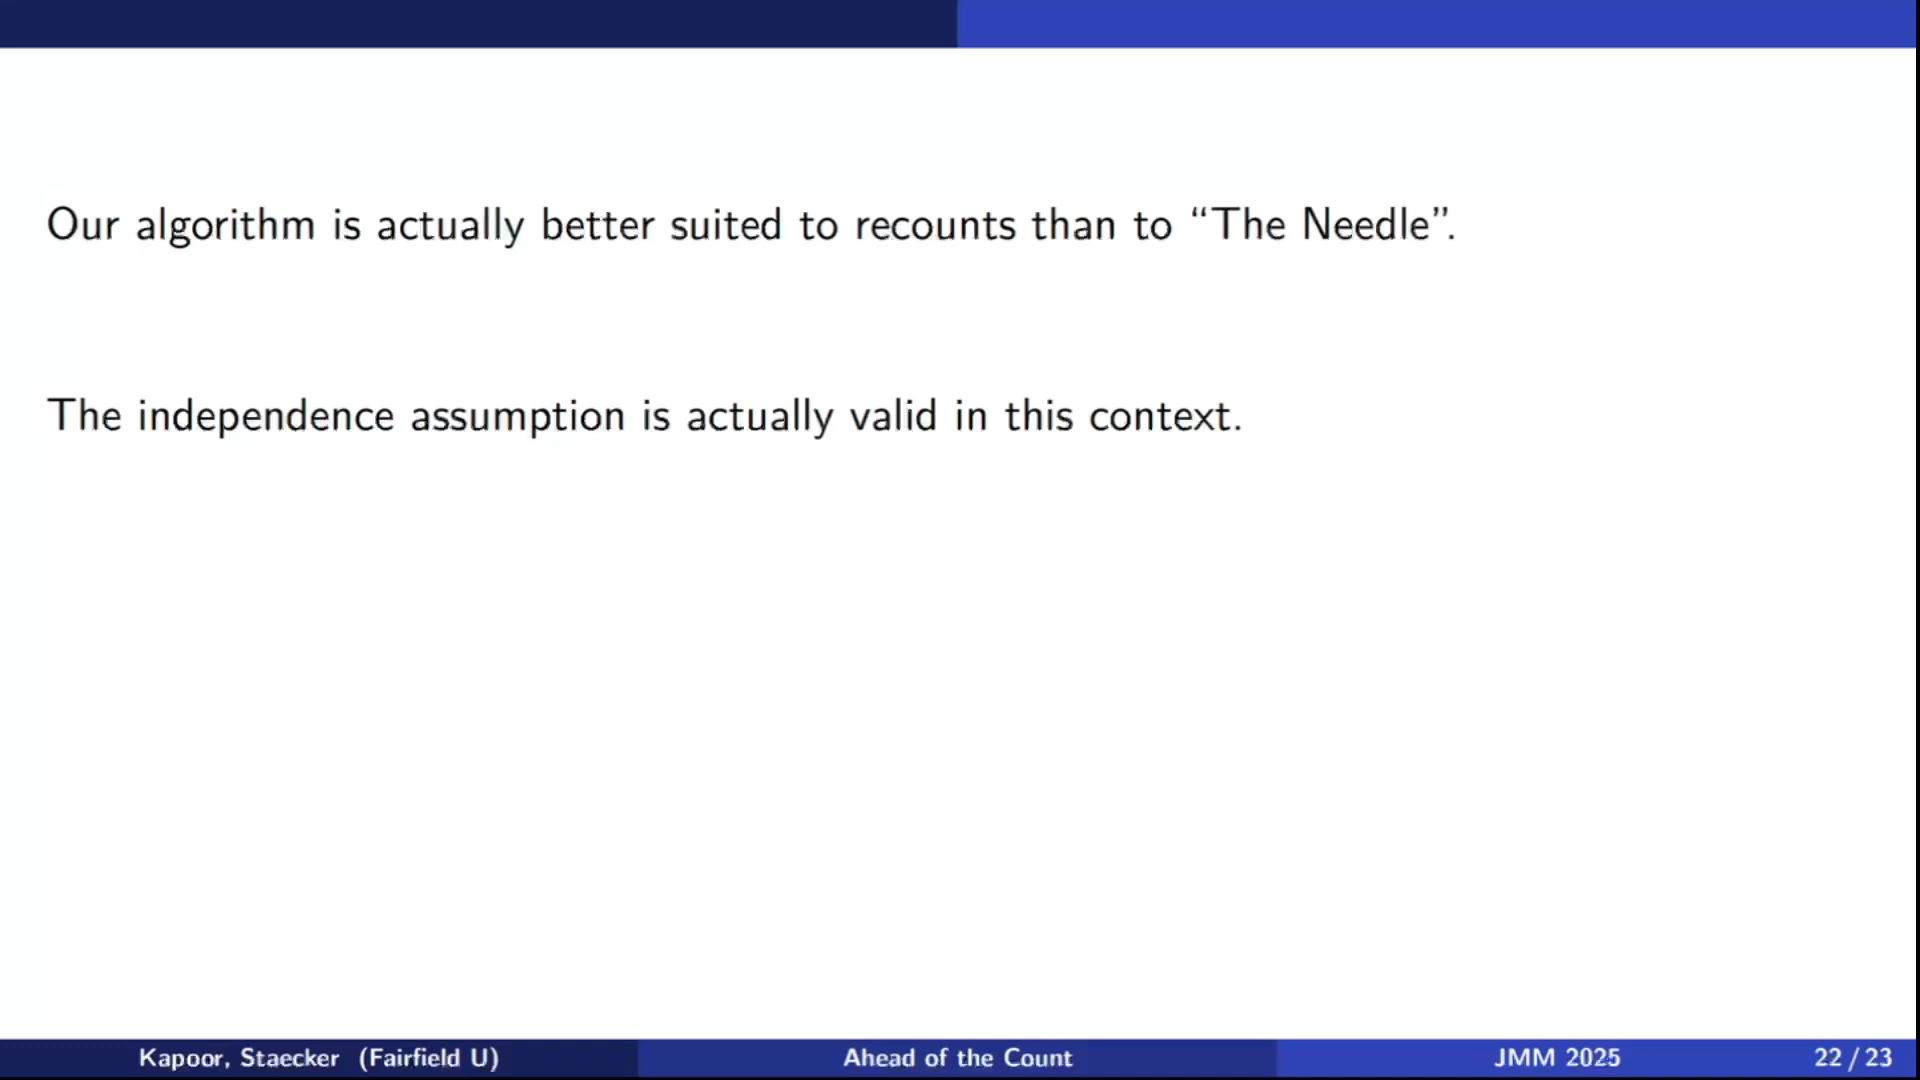 Our algorithm is actually better suited to recounts than to “The Needle”.
The independence assumption is actually valid in this context.
Kapoor, Staecker (Fairfield U) Ahead of the Count JMM 2025 22 / 23